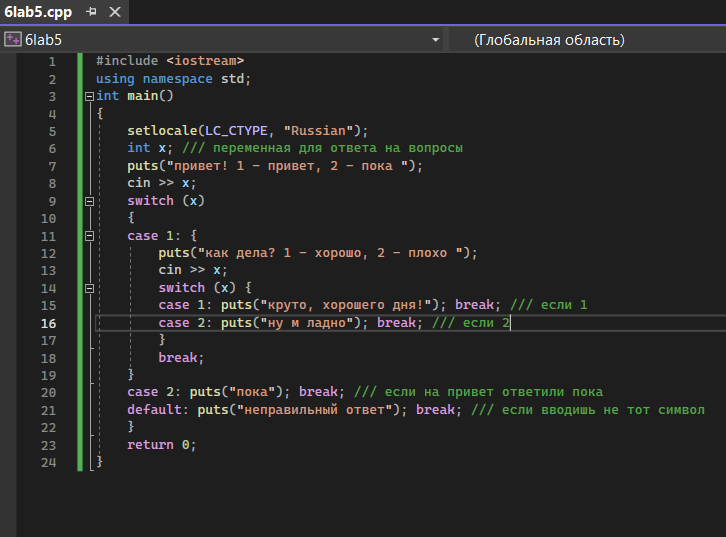 6lab5.cpp
6lab5 (Глобальная область)
1 #include <iostream>
2 using namespace std;
3 int main()
4 {
5 setlocale(LC_CTYPE, "Russian");
6 int x; /// переменная для ответа на вопросы
7 puts("привет! 1 - привет, 2 - пока ");
8 cin >> x;
9 switch (x)
10 {
11 case 1: {
12 puts("как дела? 1 - хорошо, 2 - плохо ");
13 cin >> x;
14 switch (x) {
15 case 1: puts("круто, хорошего дня!"); break; /// если 1
16 case 2: puts("ну м ладно"); break; /// если 2
17 }
18 break;
19 }
20 case 2: puts("пока"); break; /// если на привет ответили пока
21 default: puts("неправильный ответ"); break; /// если вводишь не тот символ
22 }
23 return 0;
24 }